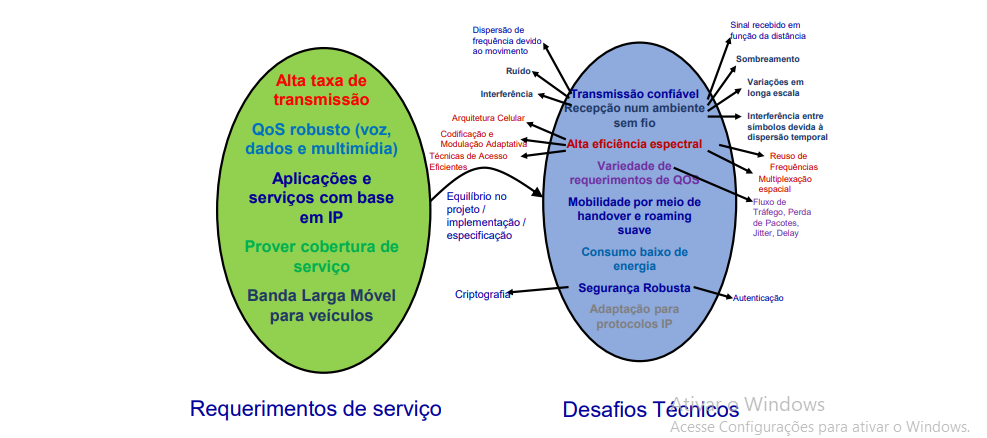 Alta taxa de
transmissão
QoS robusto (voz,
dados e multimídia)
Aplicações e
serviços com base
em IP
Prover cobertura de
serviço
Banda Larga Móvel
para veículos
Requerimentos de serviço
Dispersão de
frequência devido
ao movimento
Ruído
Interferência
Arquitetura Celular
Codificação e
Modulação Adaptativa
Técnicas de Acesso
Eficientes
Equilíbrio no
projeto /
implementação /
especificação
Criptografia
Transmissão confiável
Recepção num ambiente
sem fio
Alta eficiência espectral
Variedade de
requerimentos de QOS
Mobilidade por meio de
handover e roaming
suave
Consumo baixo de
energia
Segurança Robusta
Adaptação para
protocolos IP
Desafios Técnicos
Sinal recebido em
função da distância
Sombreamento
Variações em
longa escala
Interferência entre
símbolos devida à
dispersão temporal
Reuso de
Frequências
Multiplexação
espacial
Fluxo de
Tráfego, Perda
de Pacotes,
Jitter, Delay
Autenticação
Ativar o Windows
Acesse Configurações para ativar o Windows.